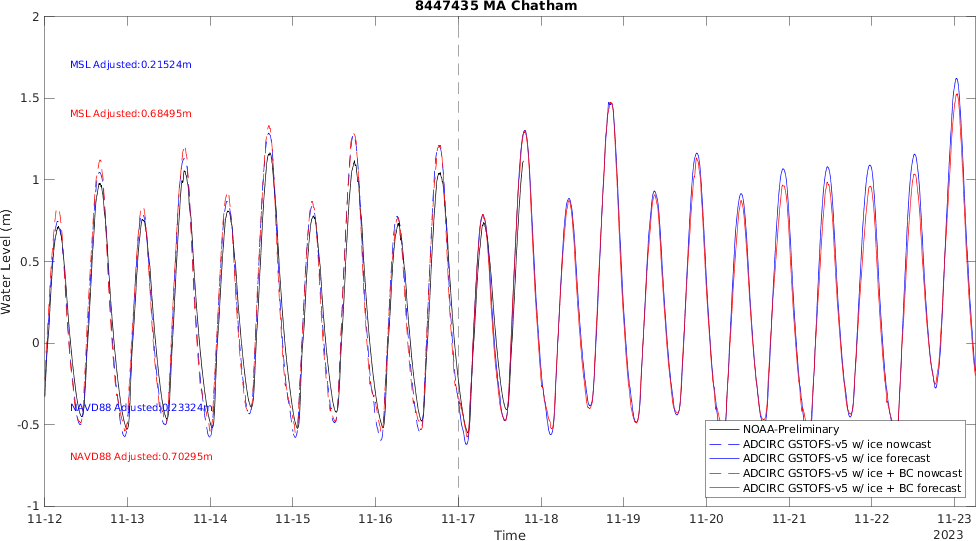 8447435 MA Chatham
2
1.5
1
0.5
0
-0.5
-1
Water Level (m)
MSL Adjusted:0.21524m
MSL Adjusted:0.68495m
NAVD88 Adjusted:0.23324m
NAVD88 Adjusted:0.70295m
NOAA-Preliminary
ADCIRC GSTOFS-v5 w/ ice nowcast
ADCIRC GSTOFS-v5 w/ ice forecast
ADCIRC GSTOFS-v5 w/ ice + BC nowcast
ADCIRC GSTOFS-v5 w/ ice + BC forecast
11-12 11-13 11-14 11-15 11-16 11-17 11-18 11-19 11-20 11-21 11-22 11-23
2023
Time